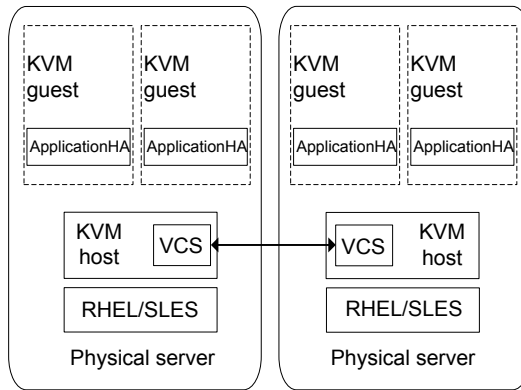 KVM
guest
KVM
guest
ApplicationHA
ApplicationHA
KVM
host
VCS
RHEL/SLES
Physical server
KVM
guest
KVM
guest
ApplicationHA
ApplicationHA
VCS
KVM
host
RHEL/SLES
Physical server